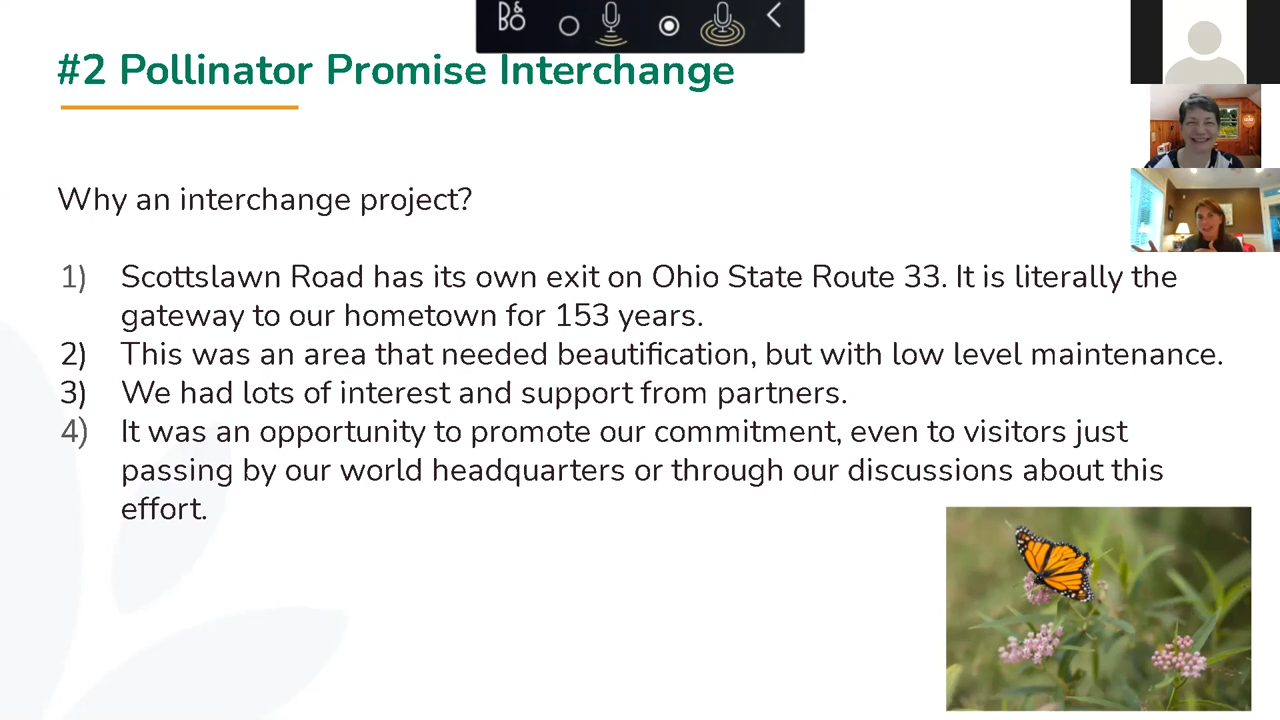 B&O
#2 Pollinator Promise Interchange
Why an interchange project?
1) Scottslawn Road has its own exit on Ohio State Route 33. It is literally the
gateway to our hometown for 153 years.
2) This was an area that needed beautification, but with low level maintenance.
3) We had lots of interest and support from partners.
4) It was an opportunity to promote our commitment, even to visitors just
passing by our world headquarters or through our discussions about this
effort.